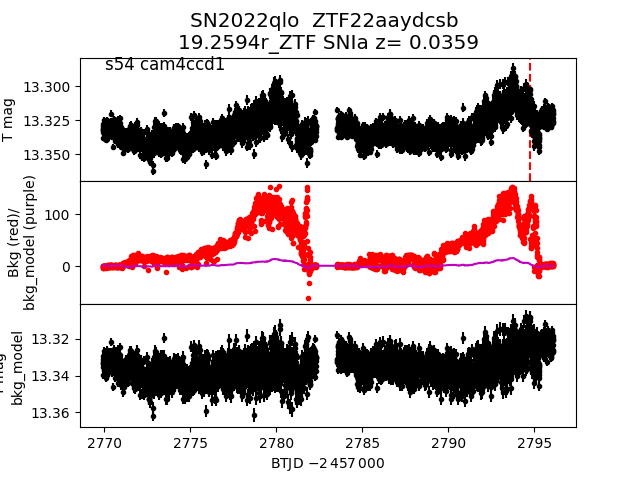 SN2022qlo  ZTF22aaydcsb
19.2594r_ZTF SNIa z= 0.0359
s54 cam4ccd1
T mag
13.300
13.325
13.350
Bkg (red)/
bkg_model (purple)
100
0
bkg_model
13.32
13.34
13.36
2770 2775 2780 2785 2790 2795
BTJD −2 457 000